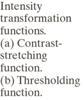 Intensity
transformation
functions.
(a) Contrast-
stretching
function.
(b) Thresholding
function.